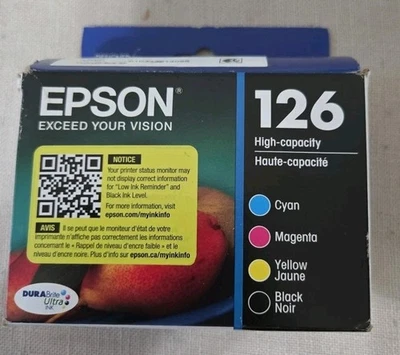 EPSON®
EXCEED YOUR VISION
126
High-capacity
Haute-capacité
NOTICE
Your printer status monitor may
not display correct information
for "Low Ink Reminder" and
Black Ink Level.
For more information, visit
epson.com/myinkinfo
AVIS Il se peut que le moniteur d'état de votre
imprimante n'affiche pas correctement les informations
concernant le « Rappel de niveau d'encre faible » et le
niveau d'encre noire. Plus d'info sur epson.ca/myinkinfo
Cyan
Magenta
Yellow
Jaune
Black
Noir
DURABrite
Ultra
INK